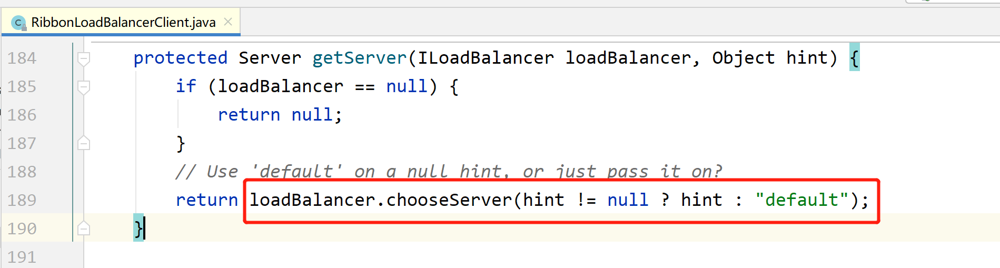 RibbonLoadBalancerClient.java
184 protected Server getServer(ILoadBalancer loadBalancer, Object hint) {
185 if (loadBalancer == null) {
186 return null;
187 }
188 // Use 'default' on a null hint, or just pass it on?
189 return loadBalancer.chooseServer(hint != null ? hint : "default");
190 }
191